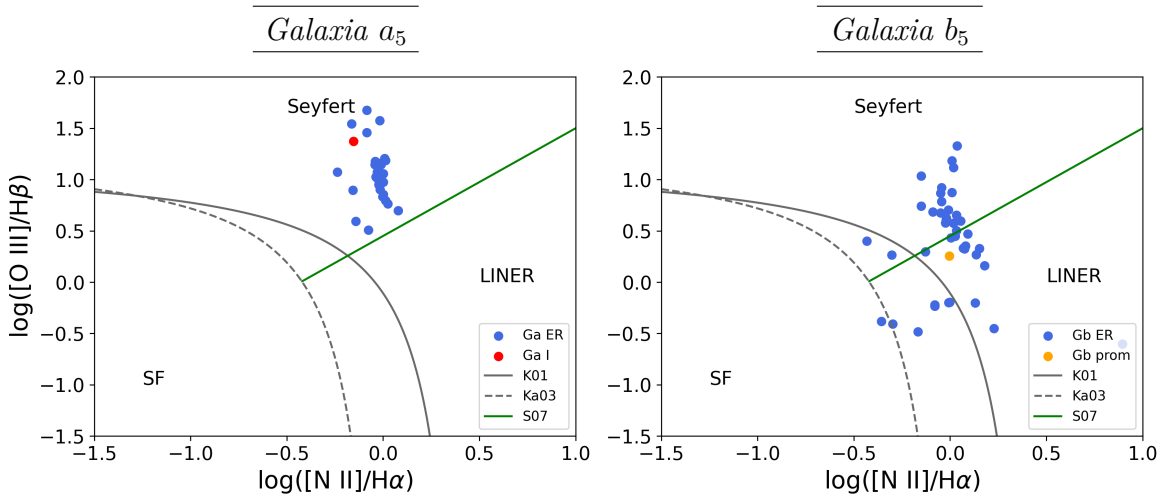 Galaxia a₅
Galaxia b₅
2.0
1.5
1.0
0.5
0.0
−0.5
−1.0
−1.5
log([O III]/Hβ)
Seyfert
LINER
SF
Ga ER
Ga I
K01
Ka03
S07
−1.5 −1.0 −0.5 0.0 0.5 1.0
log([N II]/Hα)
2.0
1.5
1.0
0.5
0.0
−0.5
−1.0
−1.5
Seyfert
LINER
SF
Gb ER
Gb prom
K01
Ka03
S07
−1.5 −1.0 −0.5 0.0 0.5 1.0
log([N II]/Hα)